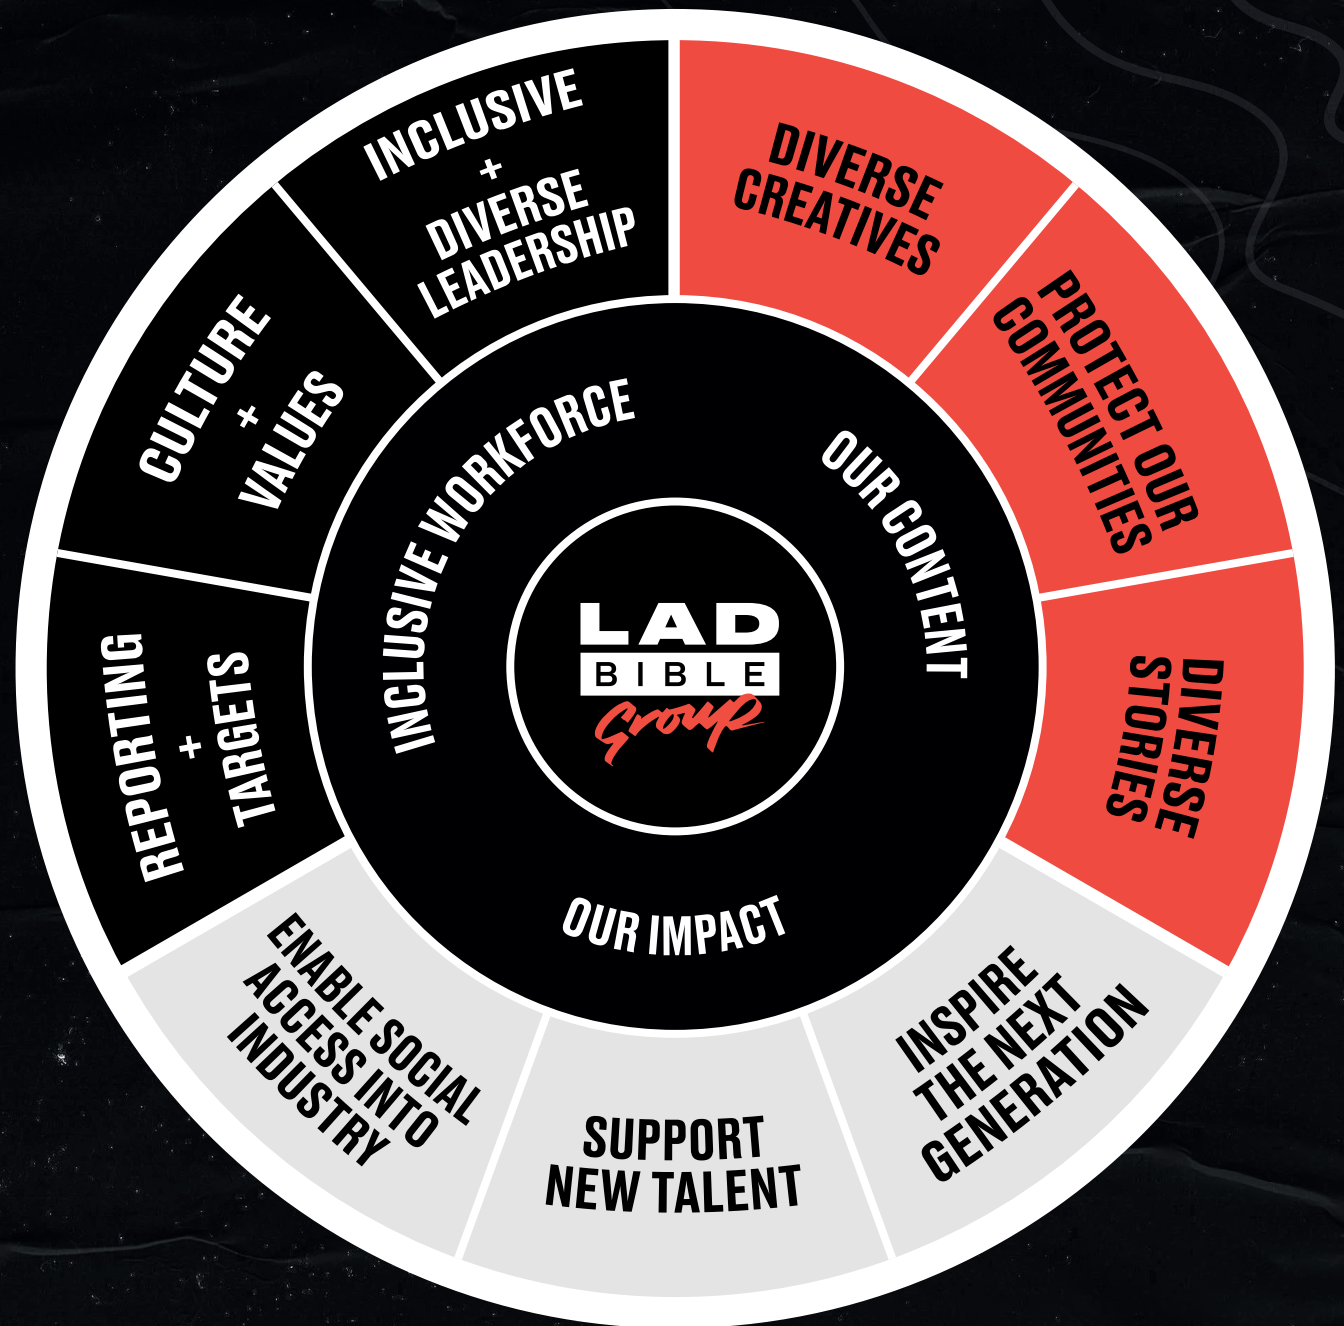 INCLUSIVE
+
DIVERSE
LEADERSHIP
DIVERSE
CREATIVES
PROTECT OUR
COMMUNITIES
DIVERSE
STORIES
INSPIRE
THE NEXT
GENERATION
SUPPORT
NEW TALENT
ENABLE SOCIAL
ACCESS INTO
INDUSTRY
REPORTING
+
TARGETS
CULTURE
+
VALUES
INCLUSIVE WORKFORCE
OUR CONTENT
OUR IMPACT
LAD
BIBLE
Group